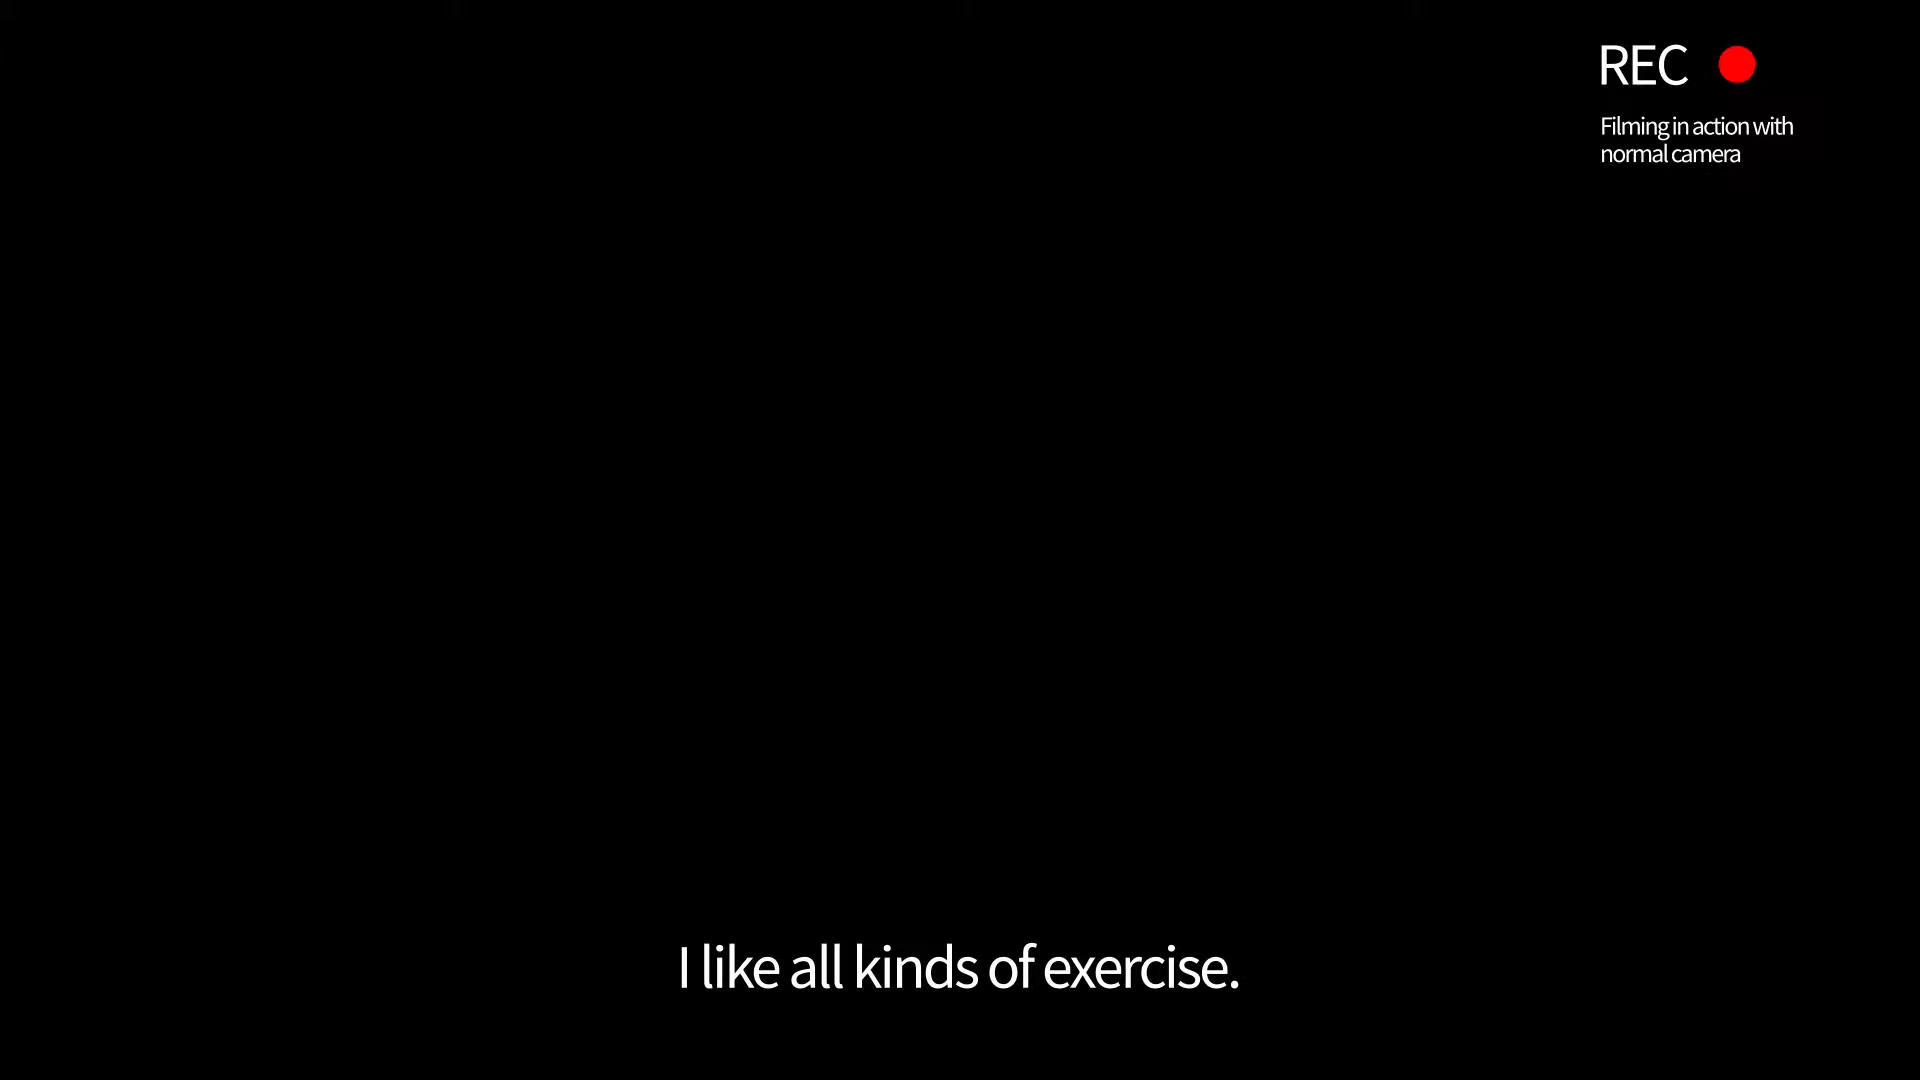 REC
Filming in action with
normal camera
I like all kinds of exercise.